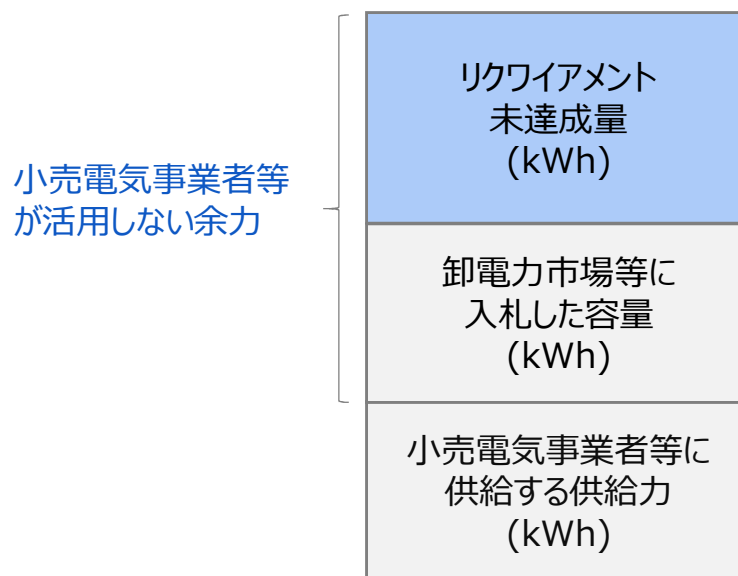 リクワイアメント
未達成量
(kWh)
小売電気事業者等
が活用しない余力
卸電力市場等に
入札した容量
(kWh)
小売電気事業者等に
供給する供給力
(kWh)